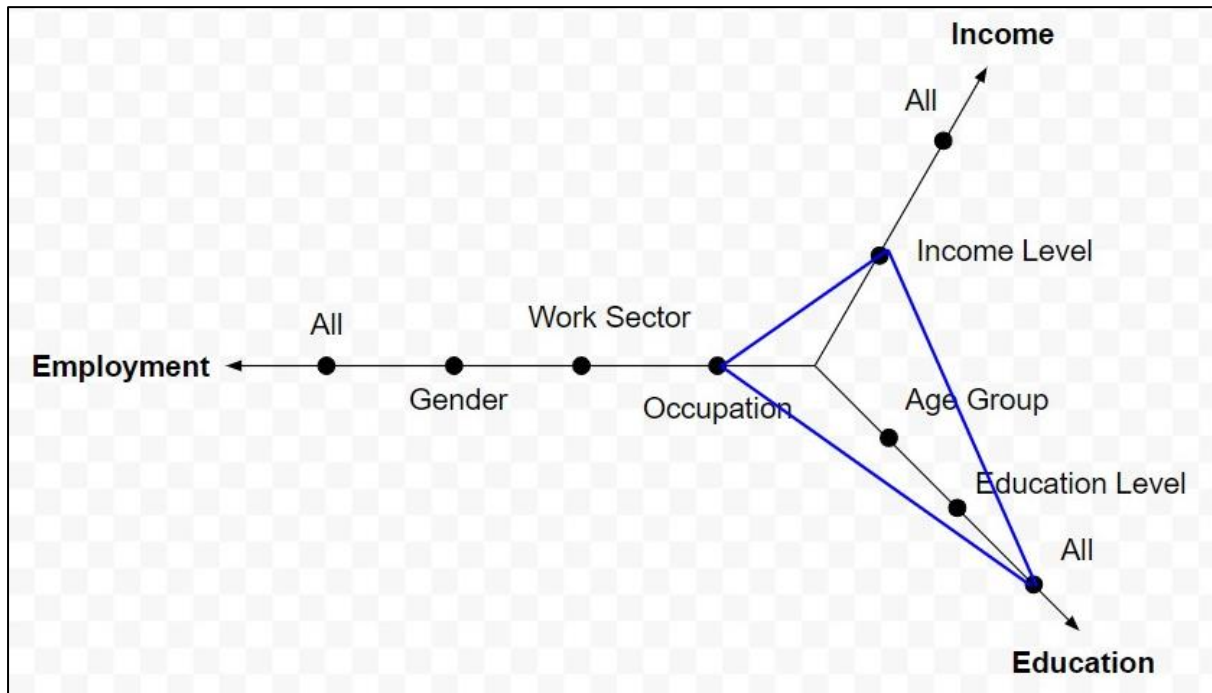 Income
All
Income Level
Work Sector
All
Employment
Gender
Occupation
Age Group
Education Level
All
Education